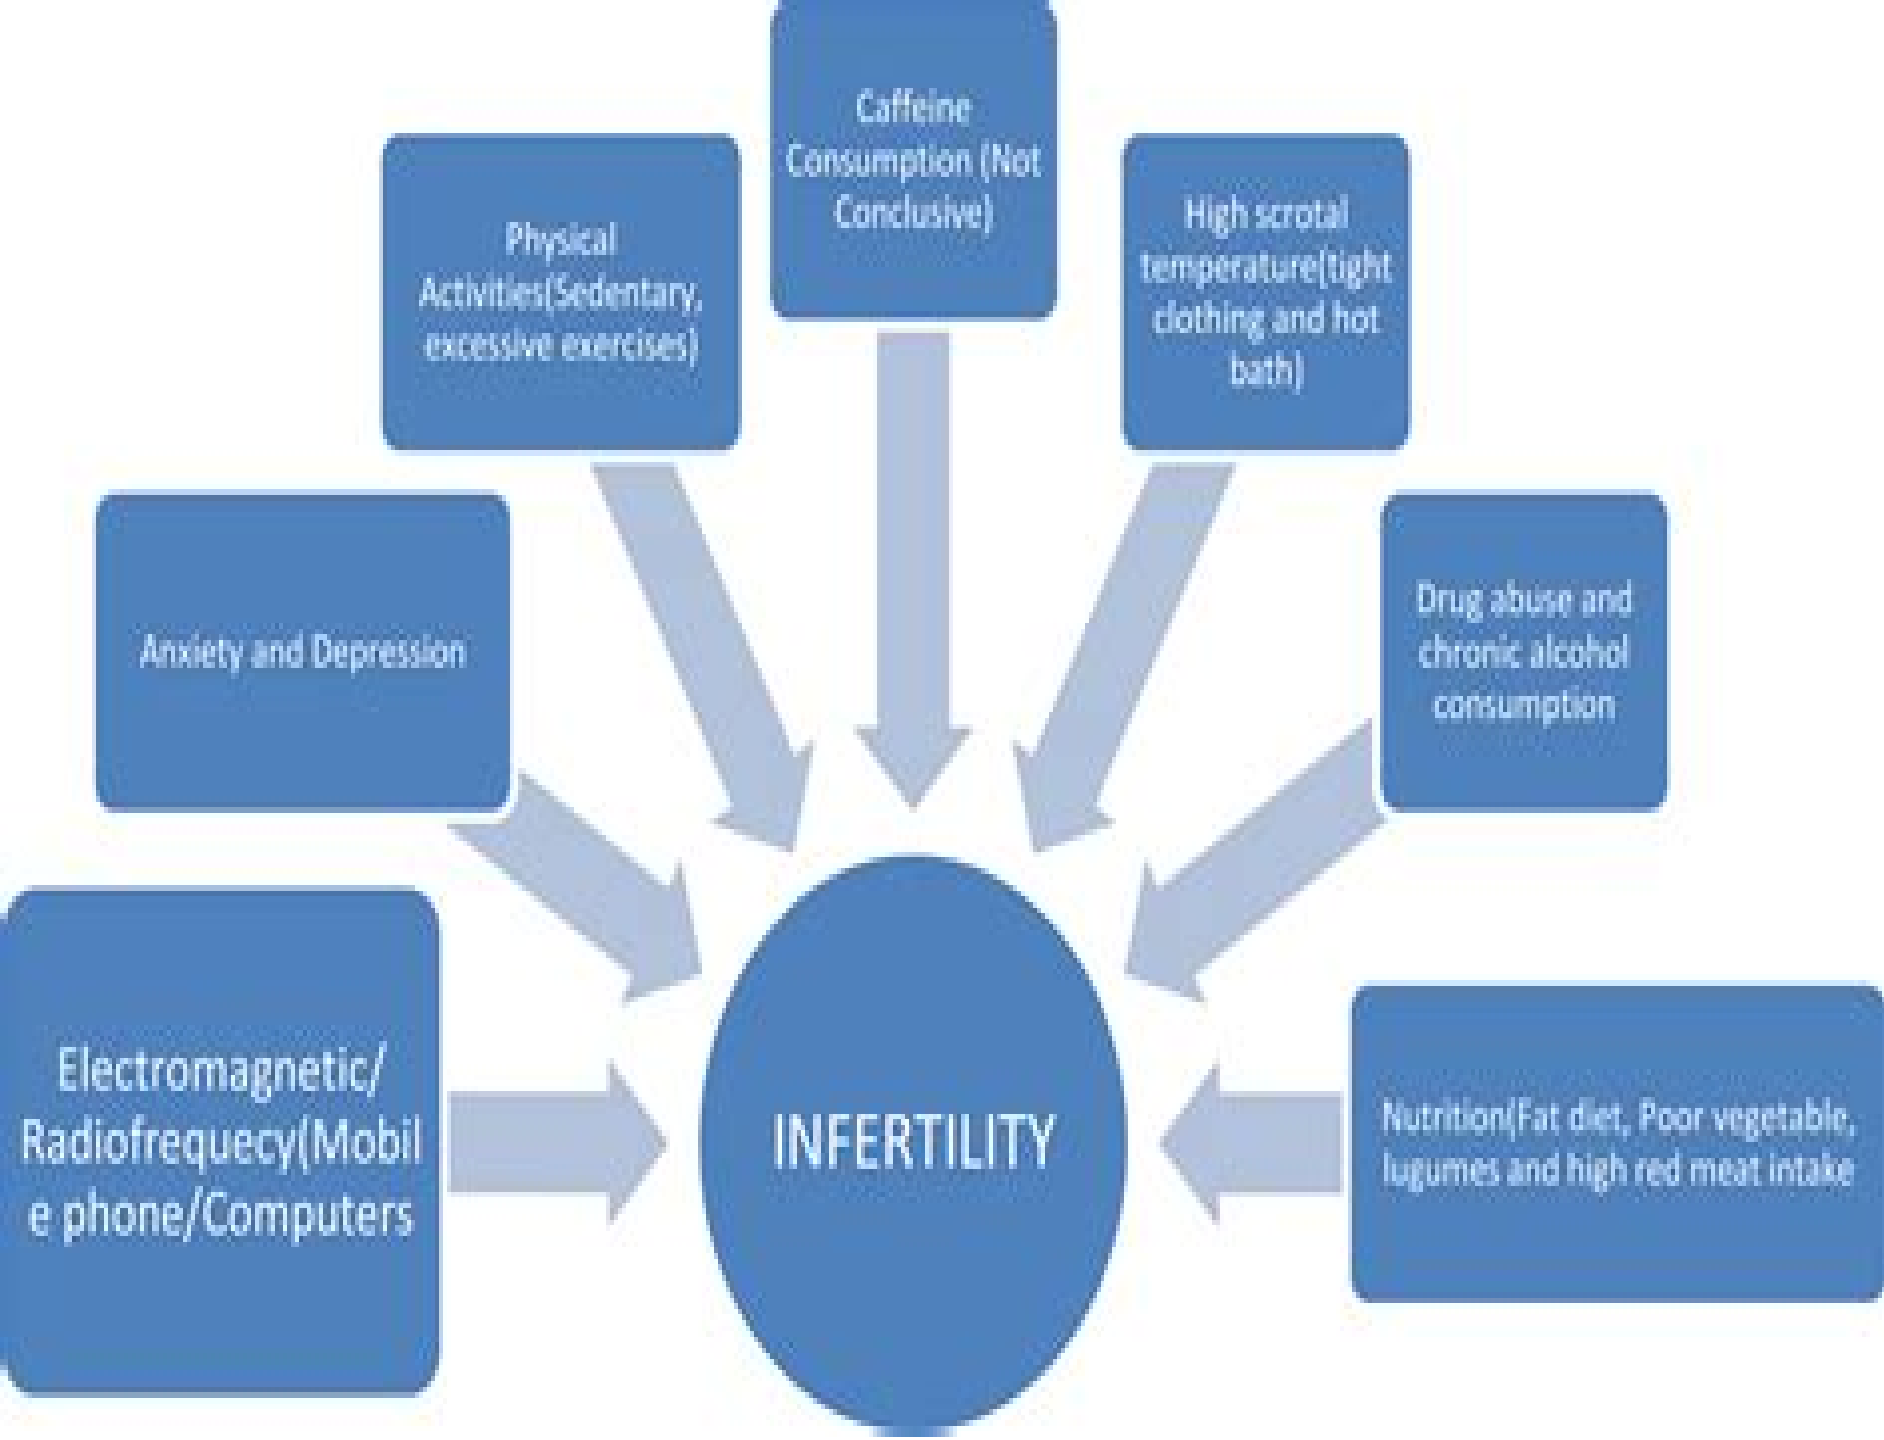 Caffeine
Consumption (Not
Conclusive)
Physical
Activities(Sedentary,
excessive exercises)
High scrotal
temperature(tight
clothing and hot
bath)
Anxiety and Depression
Drug abuse and
chronic alcohol
consumption
Electromagnetic/
Radiofrequecy(Mobil
e phone/Computers
INFERTILITY
Nutrition(Fat diet, Poor vegetable,
lugumes and high red meat intake